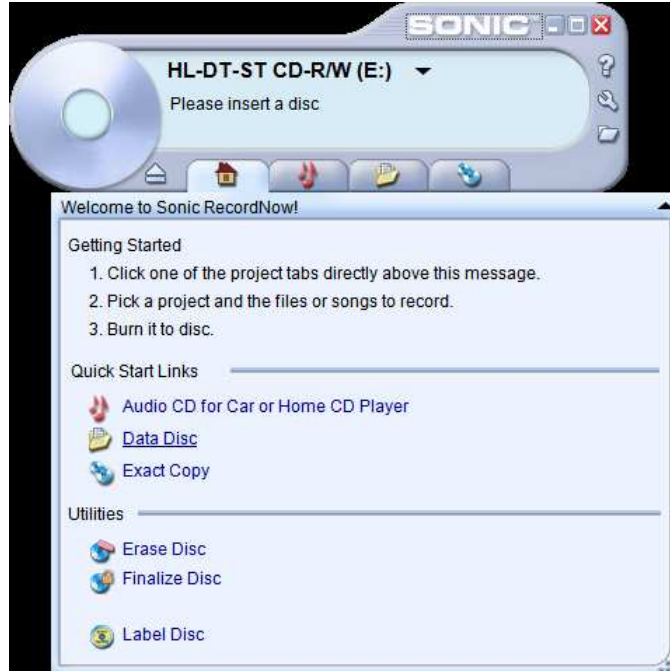 SONIC
HL-DT-ST CD-R/W (E:)
Please insert a disc
Welcome to Sonic RecordNow!
Getting Started
1. Click one of the project tabs directly above this message.
2. Pick a project and the files or songs to record.
3. Burn it to disc.
Quick Start Links
Audio CD for Car or Home CD Player
Data Disc
Exact Copy
Utilities
Erase Disc
Finalize Disc
Label Disc